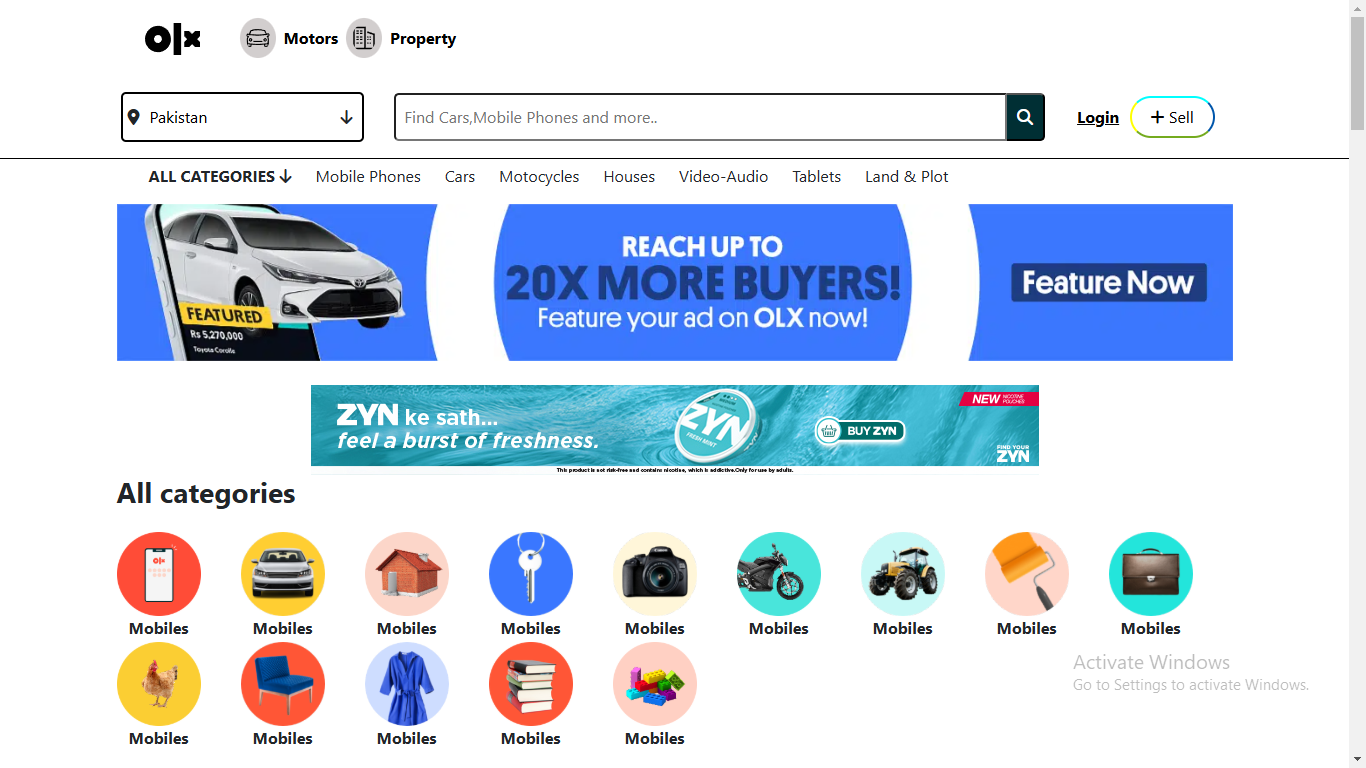 olx Motors Property
Pakistan
Find Cars,Mobile Phones and more..
Login
Sell
ALL CATEGORIES Mobile Phones Cars Motocycles Houses Video-Audio Tablets Land & Plot
FEATURED
Rs 5,270,000
Toyota Corolla
REACH UP TO
20X MORE BUYERS!
Feature your ad on OLX now!
Feature Now
ZYN ke sath...
feel a burst of freshness.
ZYN
FRESH MINT
BUY ZYN
NEW NICOTINE POUCHES
FIND YOUR
ZYN
This product is not risk-free and contains nicotine, which is addictive.Only for use by adults.
All categories
OLX
Mobiles Mobiles Mobiles Mobiles Mobiles Mobiles Mobiles Mobiles Mobiles
Mobiles Mobiles Mobiles Mobiles Mobiles
Activate Windows
Go to Settings to activate Windows.